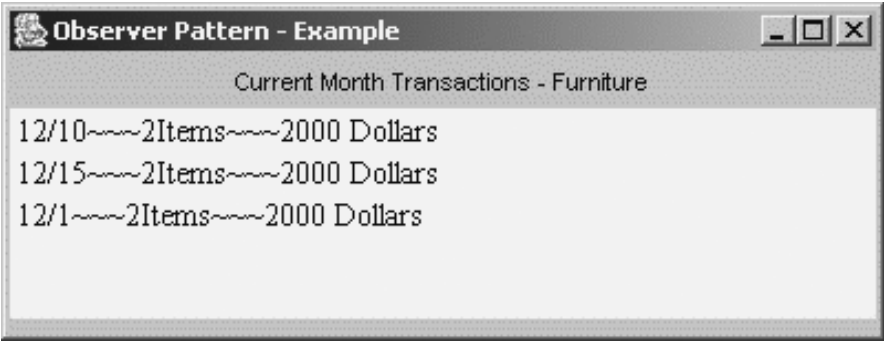 Observer Pattern - Example
Current Month Transactions - Furniture
12/10~~~2Items~~~2000 Dollars
12/15~~~2Items~~~2000 Dollars
12/1~~~2Items~~~2000 Dollars